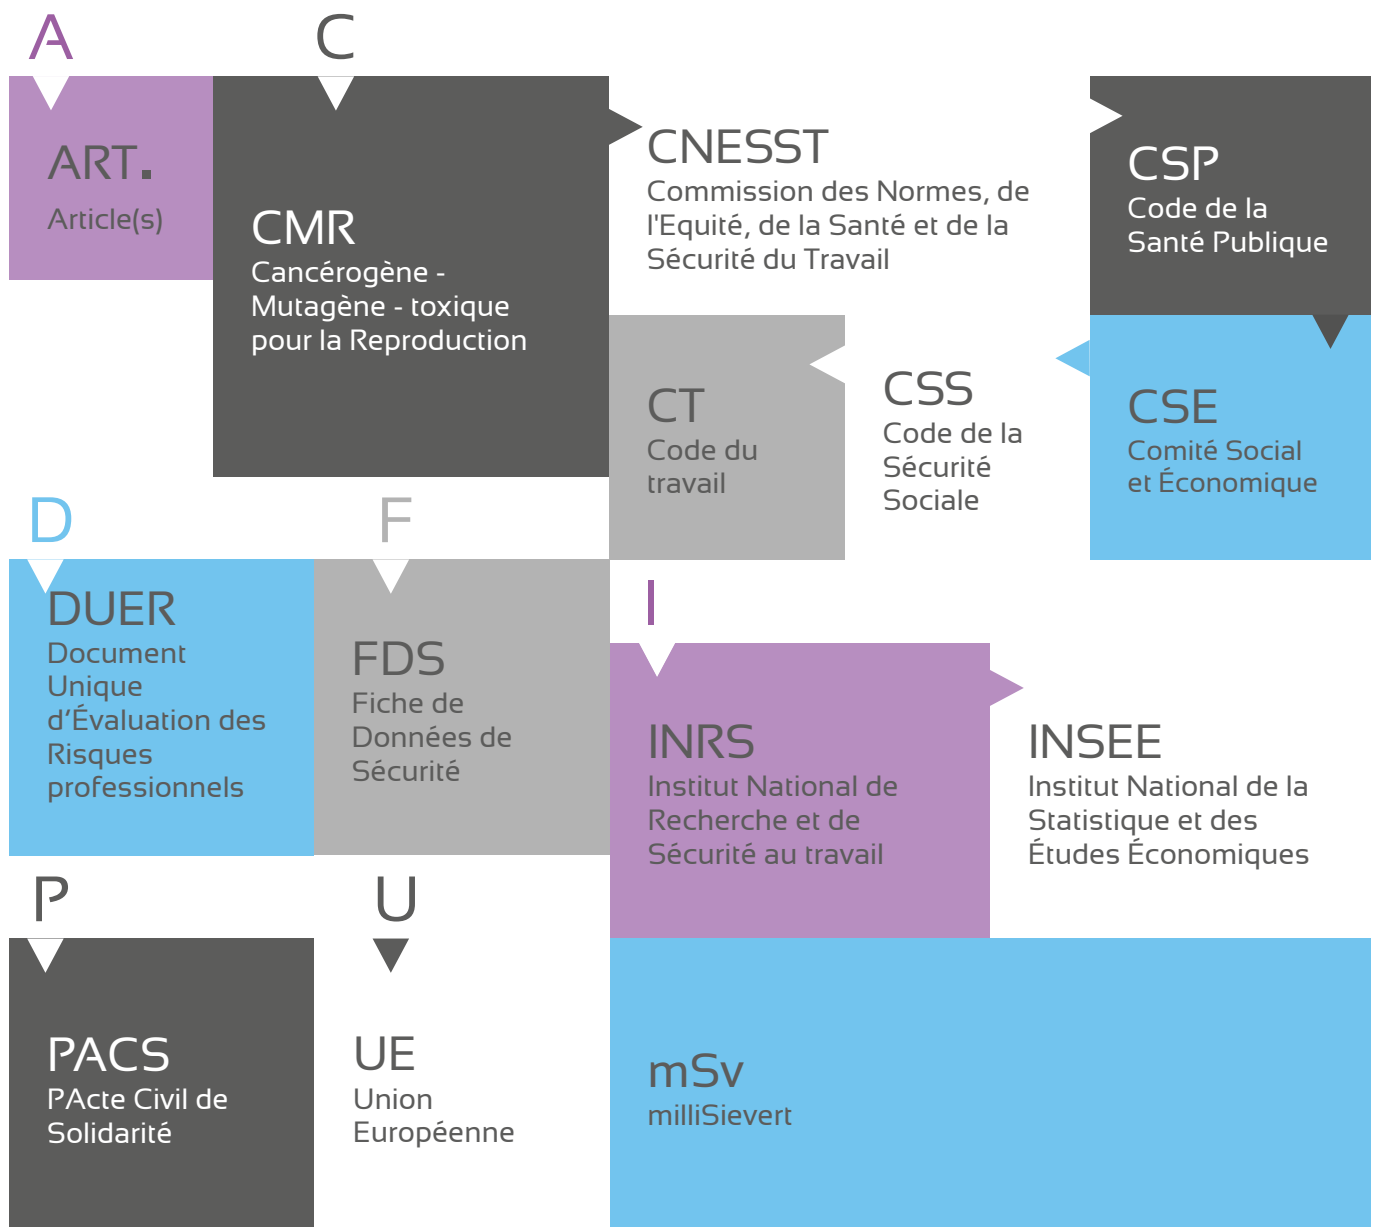 A
ART.
Article(s)
C
CMR
Cancérogène -
Mutagène - toxique
pour la Reproduction
CNESST
Commission des Normes, de
l'Equité, de la Santé et de la
Sécurité du Travail
CSP
Code de la
Santé Publique
CSE
Comité Social
et Économique
CSS
Code de la
Sécurité
Sociale
CT
Code du
travail
D
DUER
Document
Unique
d’Évaluation des
Risques
professionnels
F
FDS
Fiche de
Données de
Sécurité
I
INRS
Institut National de
Recherche et de
Sécurité au travail
INSEE
Institut National de la
Statistique et des
Études Économiques
mSv
milliSievert
P
PACS
PActe Civil de
Solidarité
U
UE
Union
Européenne